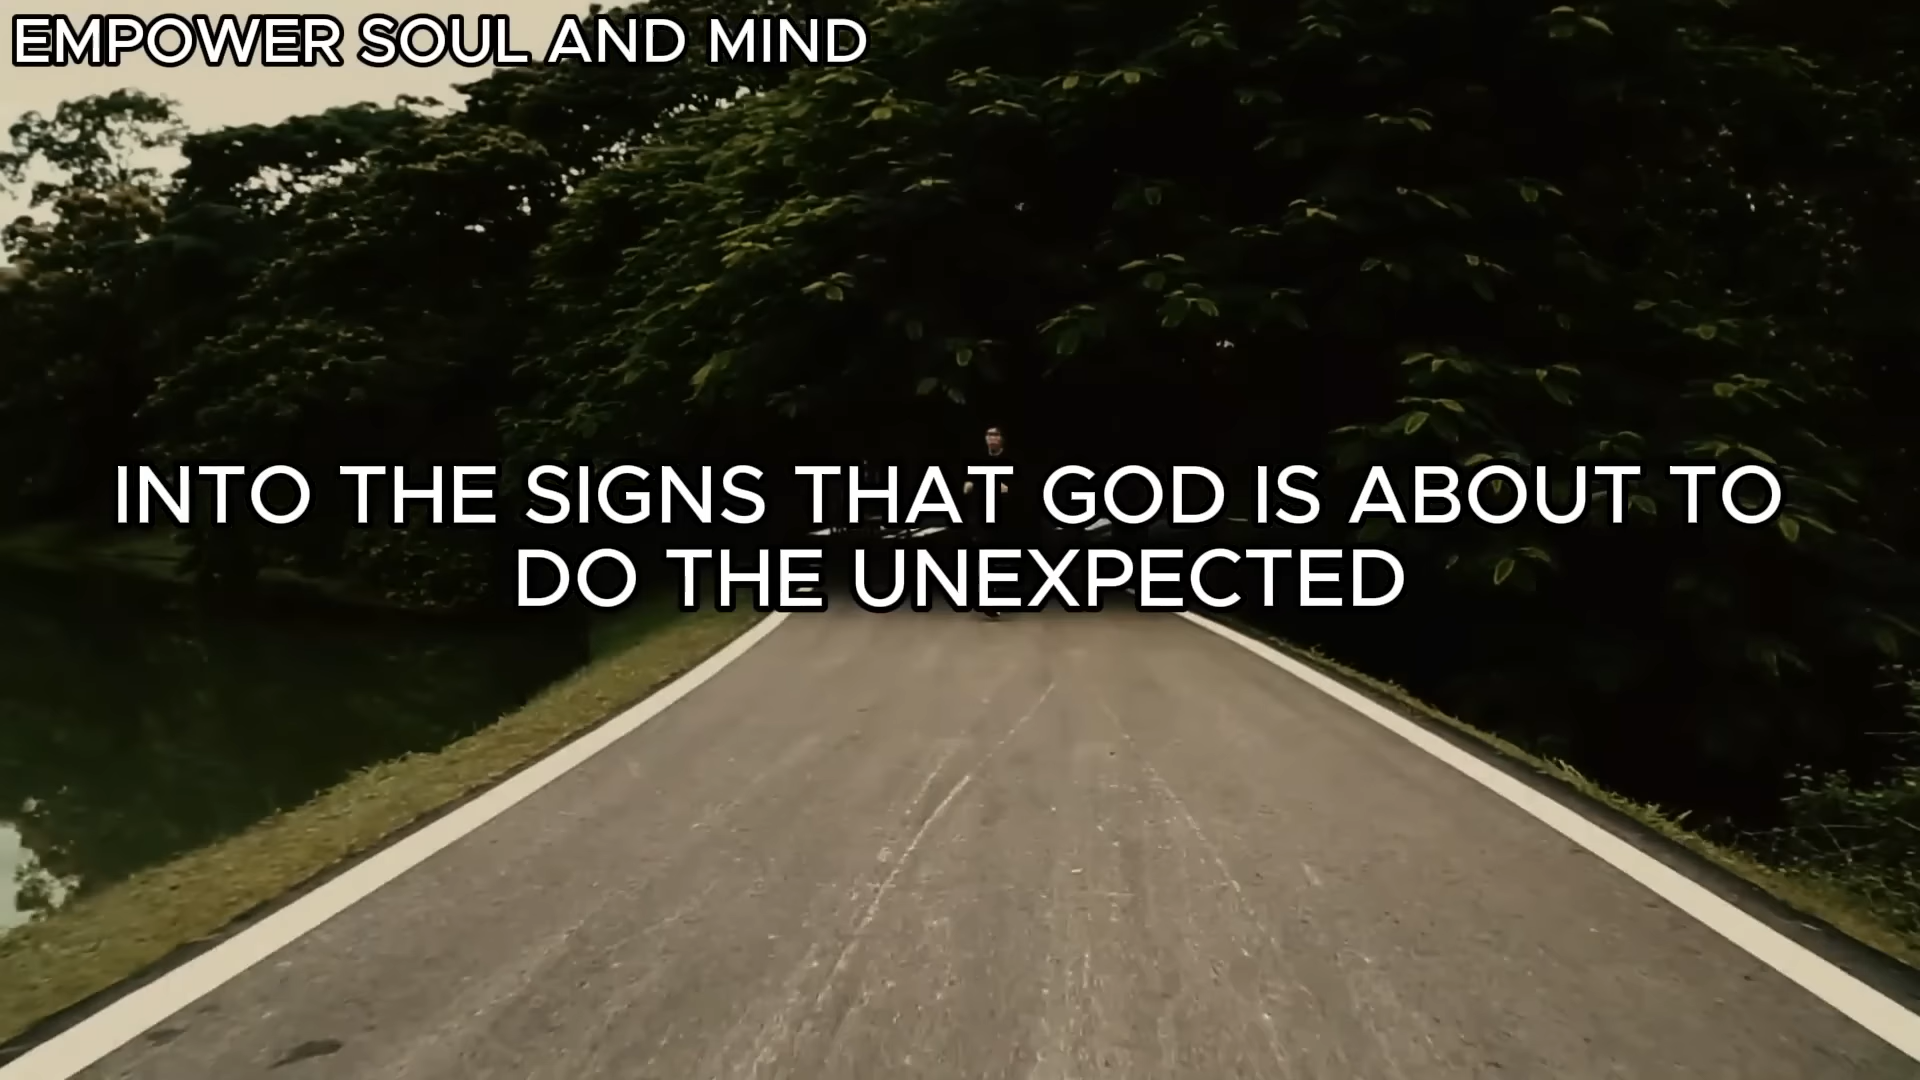 EMPOWER SOUL AND MIND
INTO THE SIGNS THAT GOD IS ABOUT TO
DO THE UNEXPECTED